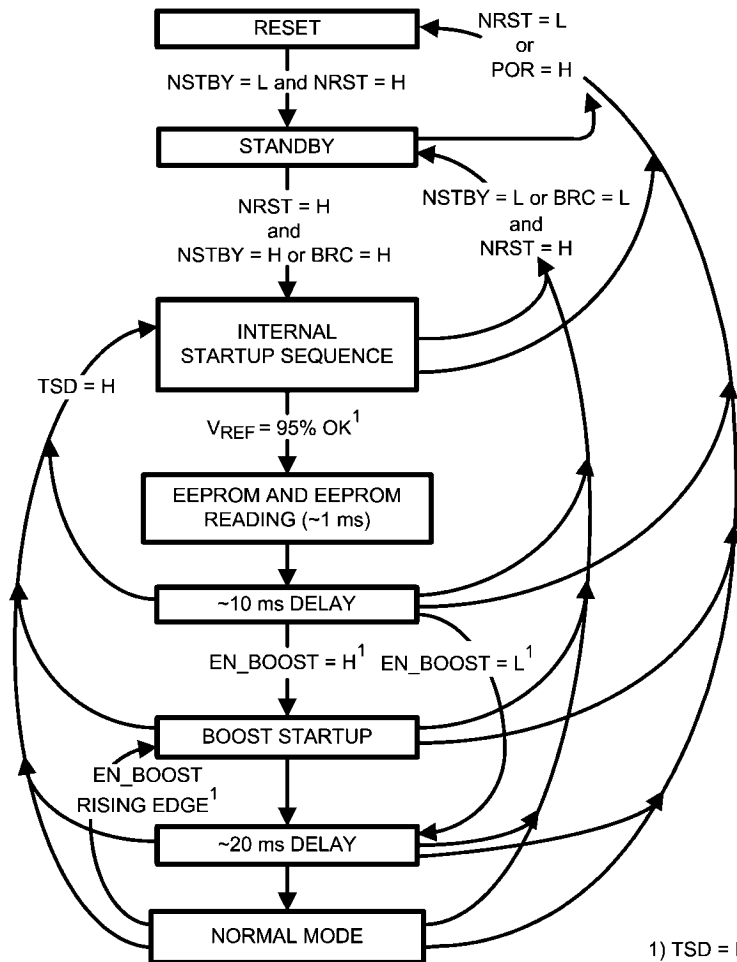 RESET
NRST = L
or
POR = H
NSTBY = L and NRST = H
STANDBY
NRST = H
and
NSTBY = H or BRC = H
NSTBY = L or BRC = L
and
NRST = H
INTERNAL
STARTUP SEQUENCE
TSD = H
VREF = 95% OK¹
EEPROM AND EEPROM
READING (~1 ms)
~10 ms DELAY
EN_BOOST = H¹
EN_BOOST = L¹
BOOST STARTUP
EN_BOOST
RISING EDGE¹
~20 ms DELAY
NORMAL MODE
1) TSD =